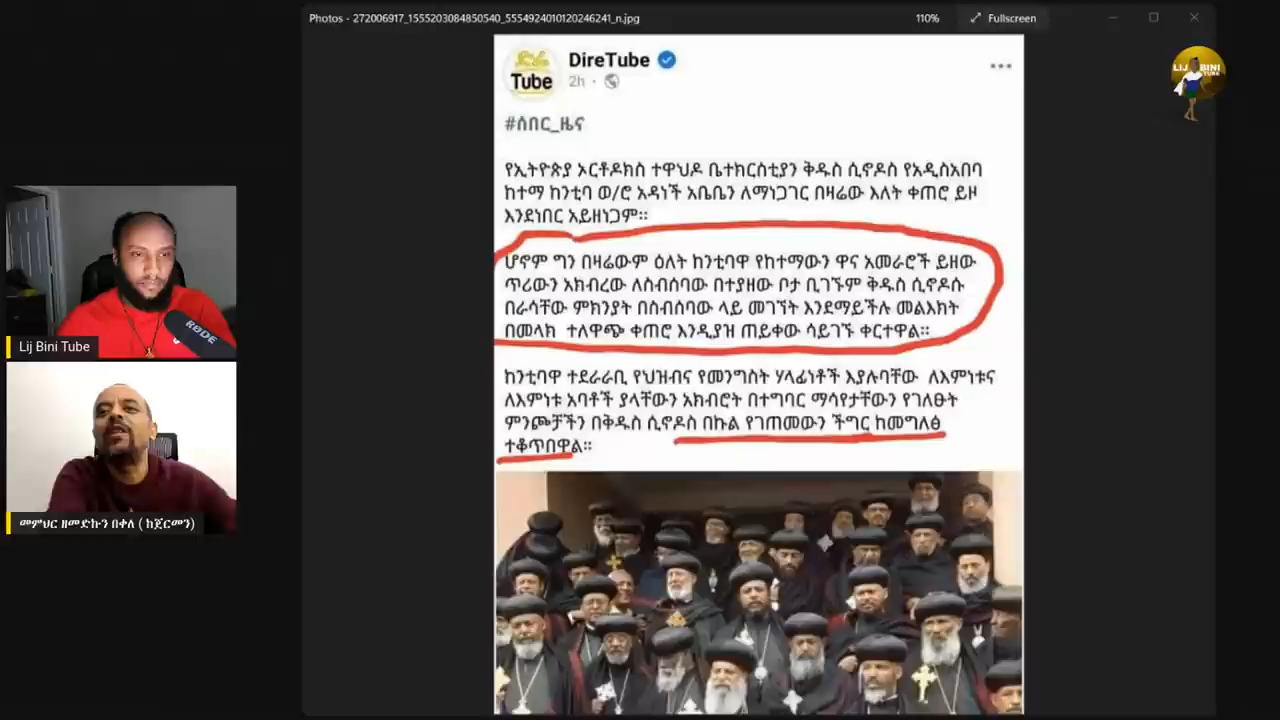 Photos - 272006917_1555203084850540_5554924010120246241_n.jpg
110%
Fullscreen
LIJ BINI
TUBE
Tube
DireTube
2h ·
#ሰበር_ዜና
የኢትዮጵያ ኦርቶዶክስ ተዋህዶ ቤተክርስቲያን ቅዱስ ሲኖዶስ የአዲስአበባ
ከተማ ከንቲባ ወ/ሮ አዳነች አቤቤን ለማነጋገር በዛሬው እለት ቀጠሮ ይዞ
እንደነበር አይዘነጋም።
ሆኖም ግን በዛሬውም ዕለት ከንቲባዋ የከተማውን ዋና አመራሮች ይዘው
ጥሪውን አክብረው ለስብሰባው በተያዘው ቦታ ቢገኙም ቅዱስ ሲኖዶሱ
በራሳቸው ምክንያት በስብሰባው ላይ መገኘት እንደማይችሉ መልእክት
በመላክ ተለዋጭ ቀጠሮ እንዲያዝ ጠይቀው ሳይገኙ ቀርተዋል።
ከንቲባዋ ተደራራቢ የህዝብና የመንግስት ሃላፊነቶች እያሉባቸው ለእምነቱና
ለእምነቱ አባቶች ያላቸውን አክብሮት በተግባር ማሳየታቸውን የገለፁት
ምንጮቻችን በቅዱስ ሲኖዶስ በኩል የገጠመውን ችግር ከመግለፅ
ተቆጥበዋል።
RØDE
Lij Bini Tube
መምህር ዘመድኩን በቀለ ( ከጀርመን)